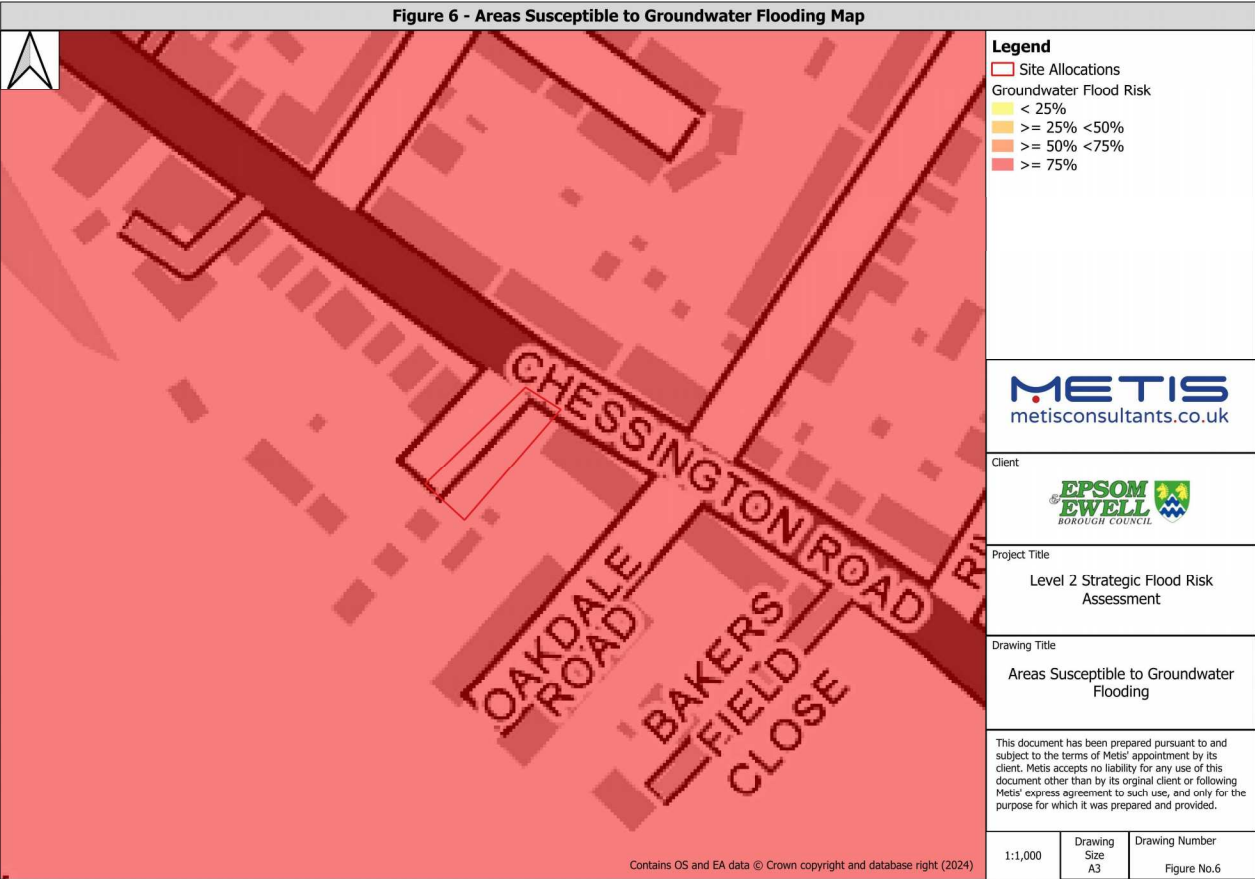 Figure 6 - Areas Susceptible to Groundwater Flooding Map
CHESSINGTON ROAD
OAKDALE
ROAD
BAKERS
FIELD
CLOSE
Contains OS and EA data © Crown copyright and database right (2024)
Legend
Site Allocations
Groundwater Flood Risk
< 25%
>= 25% <50%
>= 50% <75%
>= 75%
METIS
metisconsultants.co.uk
Client
EPSOM
& EWELL
BOROUGH COUNCIL
Project Title
Level 2 Strategic Flood Risk
Assessment
Drawing Title
Areas Susceptible to Groundwater
Flooding
This document has been prepared pursuant to and
subject to the terms of Metis' appointment by its
client. Metis accepts no liability for any use of this
document other than by its orginal client or following
Metis' express agreement to such use, and only for the
purpose for which it was prepared and provided.
1:1,000
Drawing
Size
A3
Drawing Number
Figure No.6